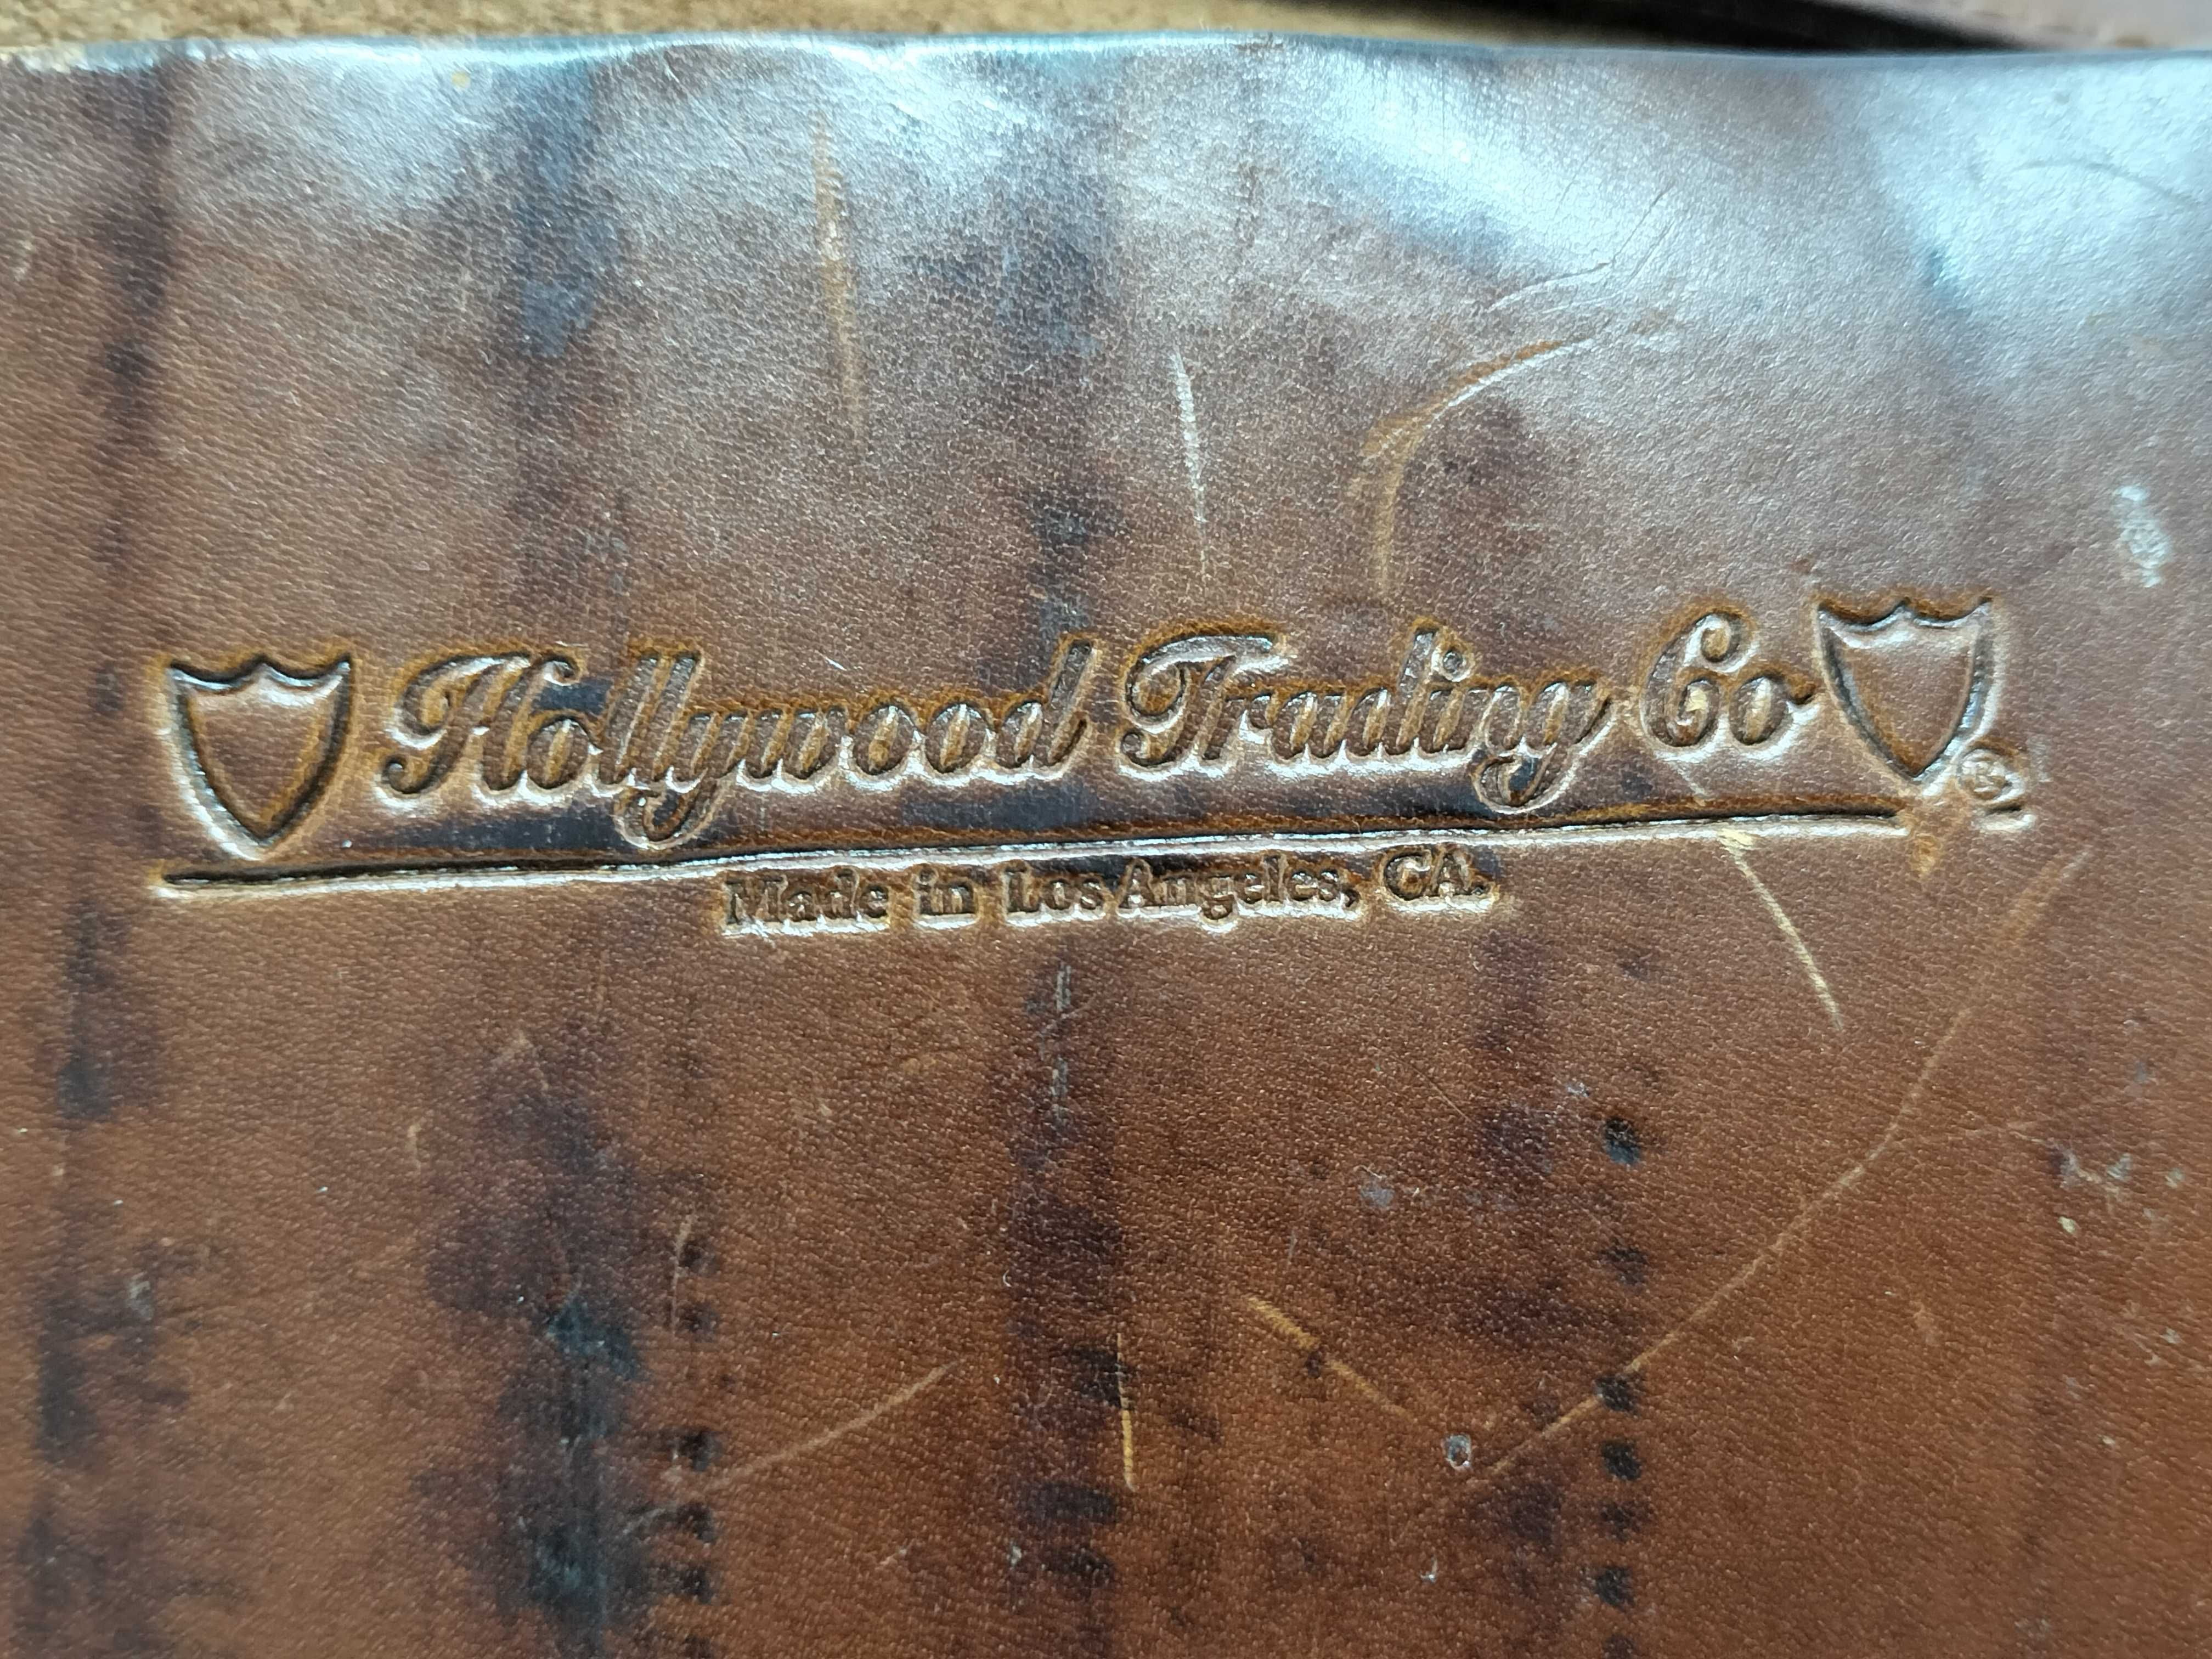 Hollywood Trading Co ®
Made in Los Angeles, CA.